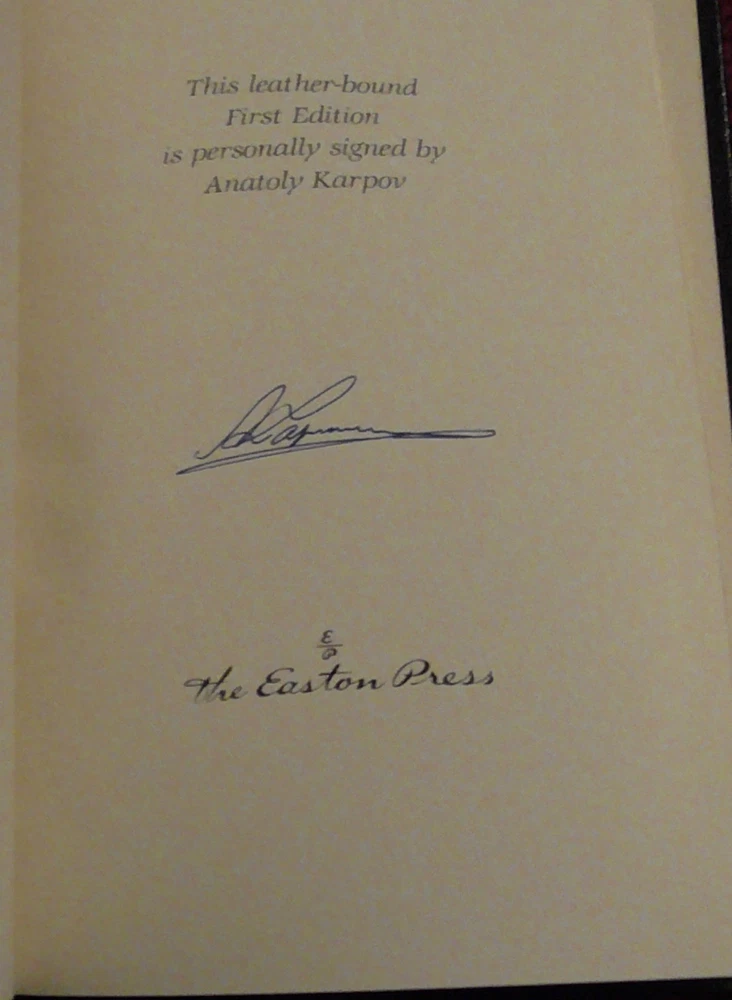 This leather-bound
First Edition
is personally signed by
Anatoly Karpov
E
P
the Easton Press